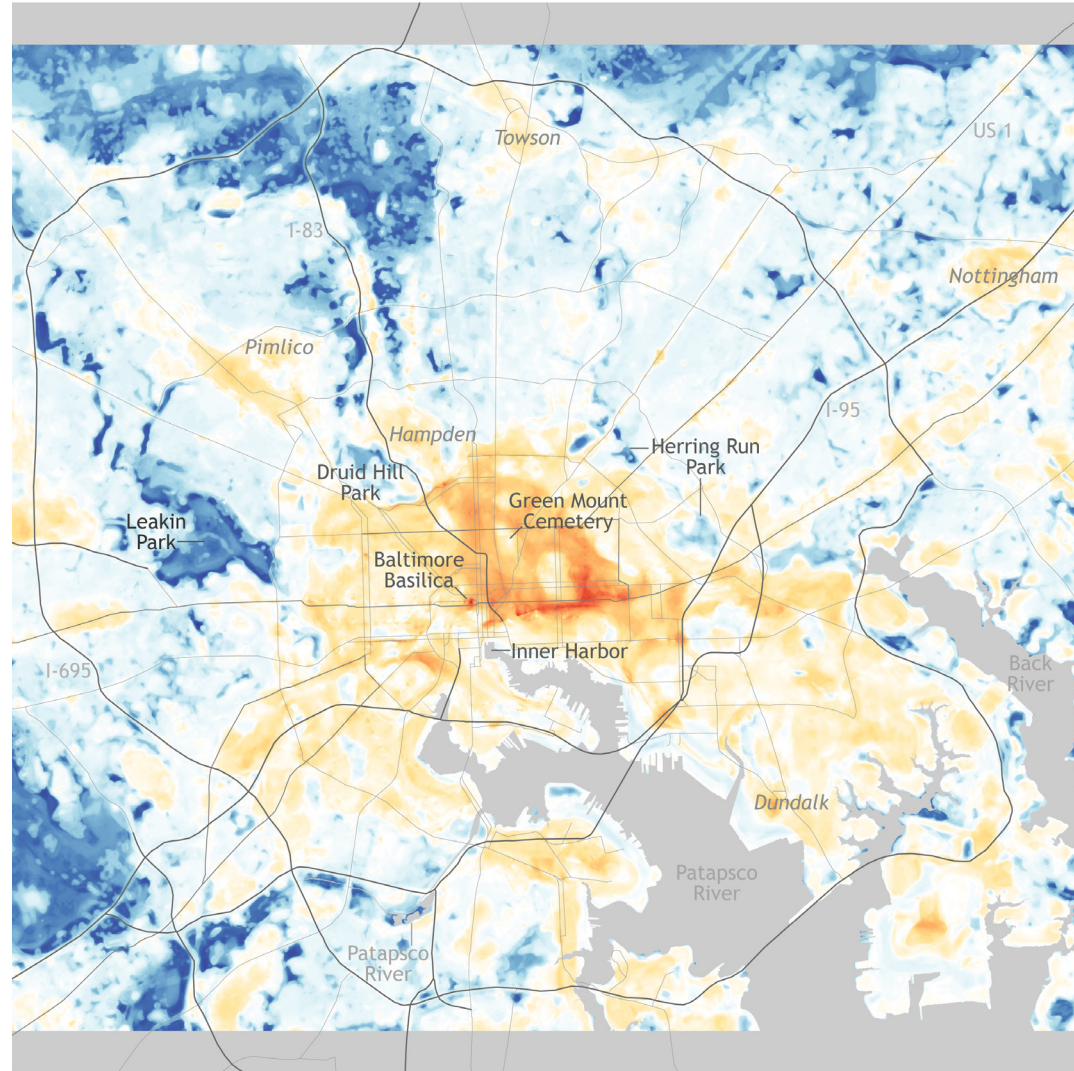 Towson
US 1
I-83
Nottingham
Pimlico
I-95
Hampden
Herring Run
Park
Druid Hill
Park
Green Mount
Cemetery
Leakin
Park
Baltimore
Basilica
Inner Harbor
I-695
Back
River
Dundalk
Patapsco
River
Patapsco
River